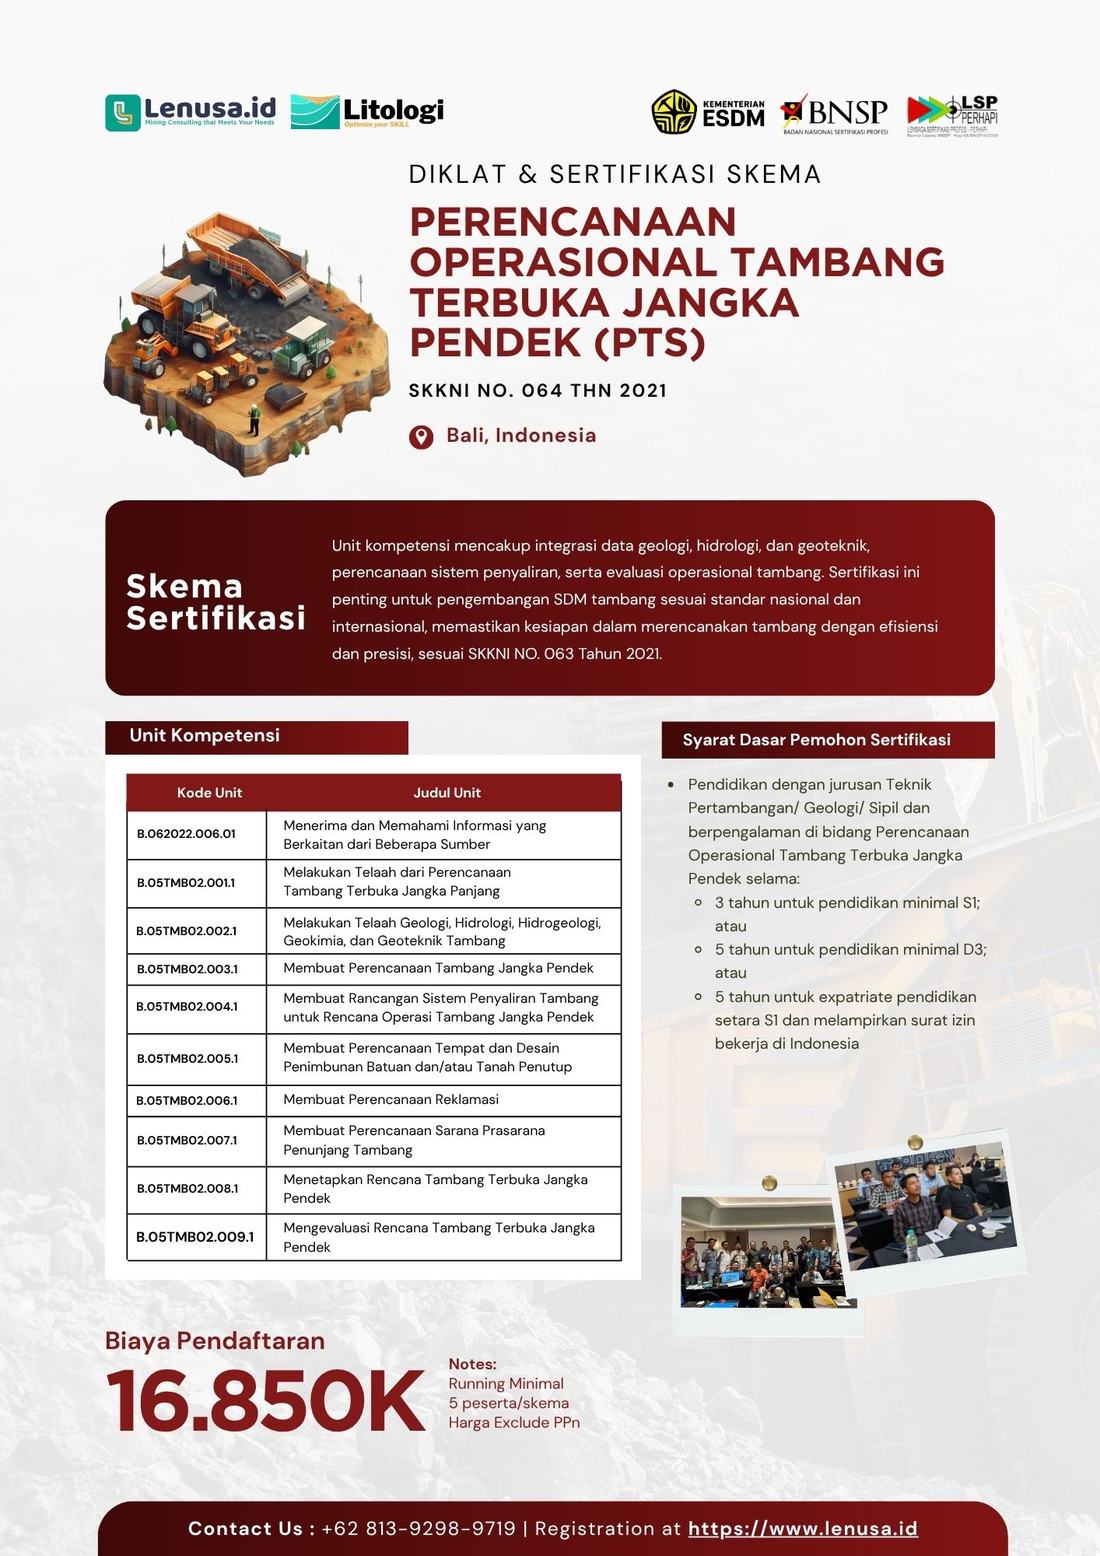 Lenusa.id
Mining Consulting that Meets Your Needs
Litologi
Optimize your SKILL
KEMENTERIAN
ESDM
BNSP
BADAN NASIONAL SERTIFIKASI PROFESI
LSP
PERHAPI
LEMBAGA SERTIFIKASI PROFESI - PERHAPI
DIKLAT & SERTIFIKASI SKEMA
PERENCANAAN
OPERASIONAL TAMBANG
TERBUKA JANGKA
PENDEK (PTS)
SKKNI NO. 064 THN 2021
Bali, Indonesia
Skema
Sertifikasi
Unit kompetensi mencakup integrasi data geologi, hidrologi, dan geoteknik,
perencanaan sistem penyaliran, serta evaluasi operasional tambang. Sertifikasi ini
penting untuk pengembangan SDM tambang sesuai standar nasional dan
internasional, memastikan kesiapan dalam merencanakan tambang dengan efisiensi
dan presisi, sesuai SKKNI NO. 063 Tahun 2021.
Unit Kompetensi
Kode Unit Judul Unit
B.062022.006.01 Menerima dan Memahami Informasi yang
Berkaitan dari Beberapa Sumber
B.05TMB02.001.1 Melakukan Telaah dari Perencanaan
Tambang Terbuka Jangka Panjang
B.05TMB02.002.1 Melakukan Telaah Geologi, Hidrologi, Hidrogeologi,
Geokimia, dan Geoteknik Tambang
B.05TMB02.003.1 Membuat Perencanaan Tambang Jangka Pendek
B.05TMB02.004.1 Membuat Rancangan Sistem Penyaliran Tambang
untuk Rencana Operasi Tambang Jangka Pendek
B.05TMB02.005.1 Membuat Perencanaan Tempat dan Desain
Penimbunan Batuan dan/atau Tanah Penutup
B.05TMB02.006.1 Membuat Perencanaan Reklamasi
B.05TMB02.007.1 Membuat Perencanaan Sarana Prasarana
Penunjang Tambang
B.05TMB02.008.1 Menetapkan Rencana Tambang Terbuka Jangka
Pendek
B.05TMB02.009.1 Mengevaluasi Rencana Tambang Terbuka Jangka
Pendek
Syarat Dasar Pemohon Sertifikasi
• Pendidikan dengan jurusan Teknik
Pertambangan/ Geologi/ Sipil dan
berpengalaman di bidang Perencanaan
Operasional Tambang Terbuka Jangka
Pendek selama:
◦ 3 tahun untuk pendidikan minimal S1;
atau
◦ 5 tahun untuk pendidikan minimal D3;
atau
◦ 5 tahun untuk expatriate pendidikan
setara S1 dan melampirkan surat izin
bekerja di Indonesia
Biaya Pendaftaran
16.850K
Notes:
Running Minimal
5 peserta/skema
Harga Exclude PPn
Contact Us : +62 813-9298-9719 | Registration at https://www.lenusa.id